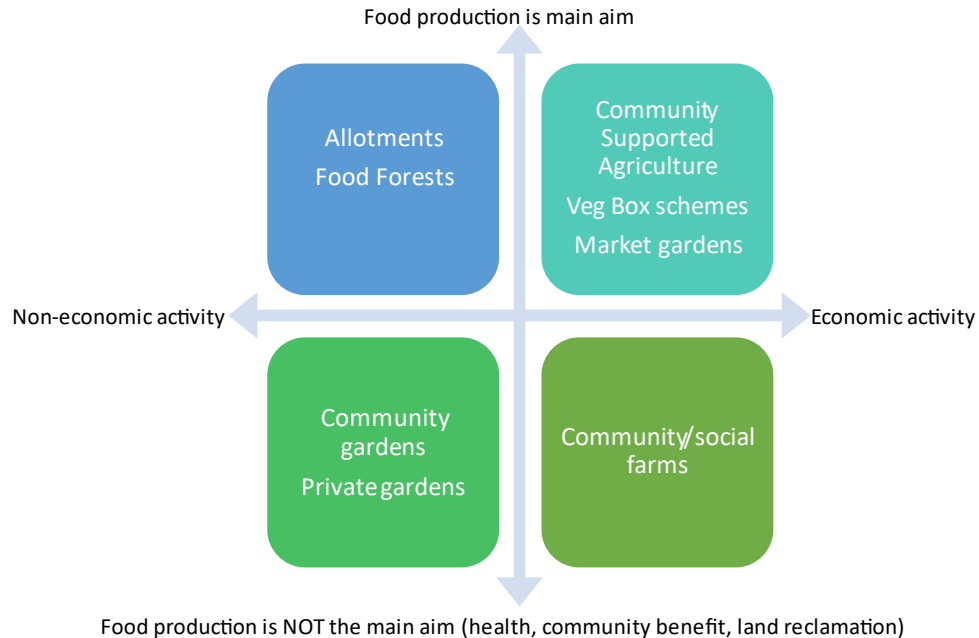 Food production is main aim
Allotments
Food Forests
Community
Supported
Agriculture
Veg Box schemes
Market gardens
Non-economic activity
Economic activity
Community
gardens
Private gardens
Community/social
farms
Food production is NOT the main aim (health, community benefit, land reclamation)